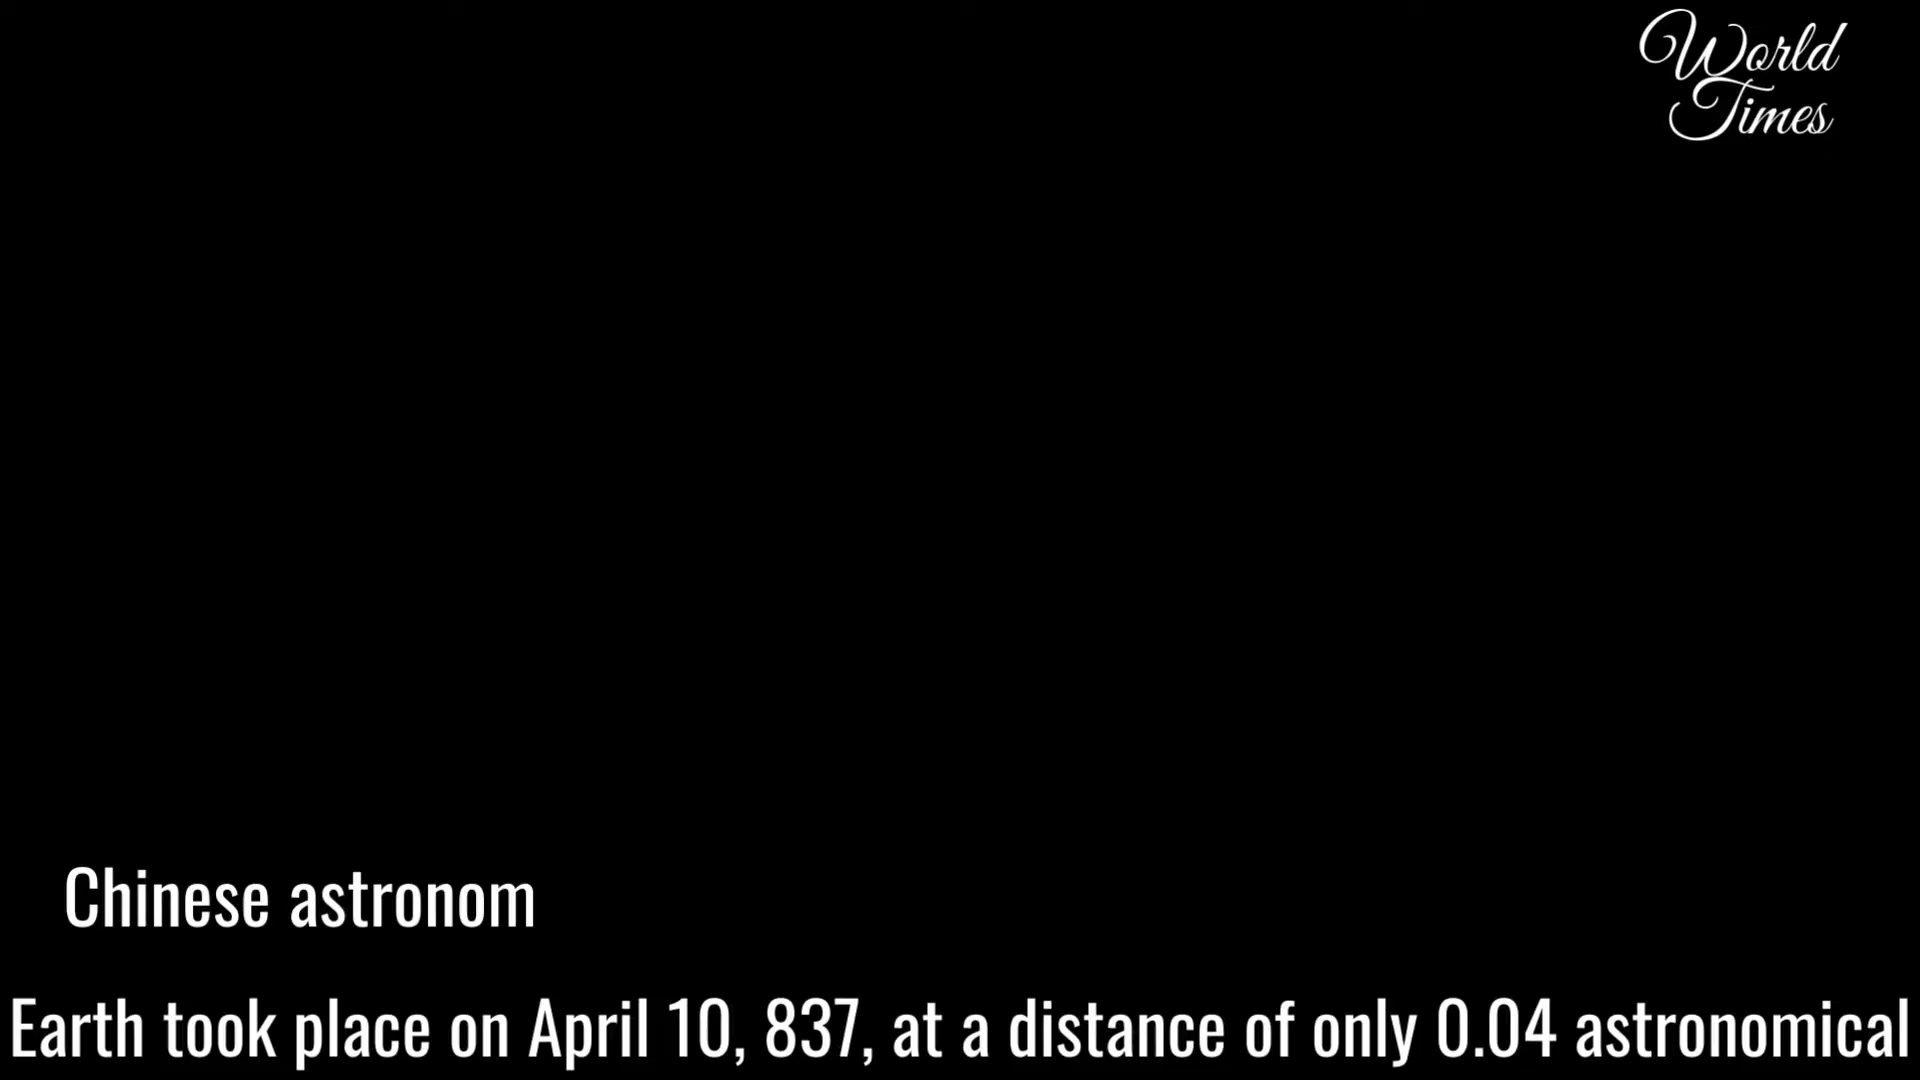 World
Times
Chinese astronom
Earth took place on April 10, 837, at a distance of only 0.04 astronomical